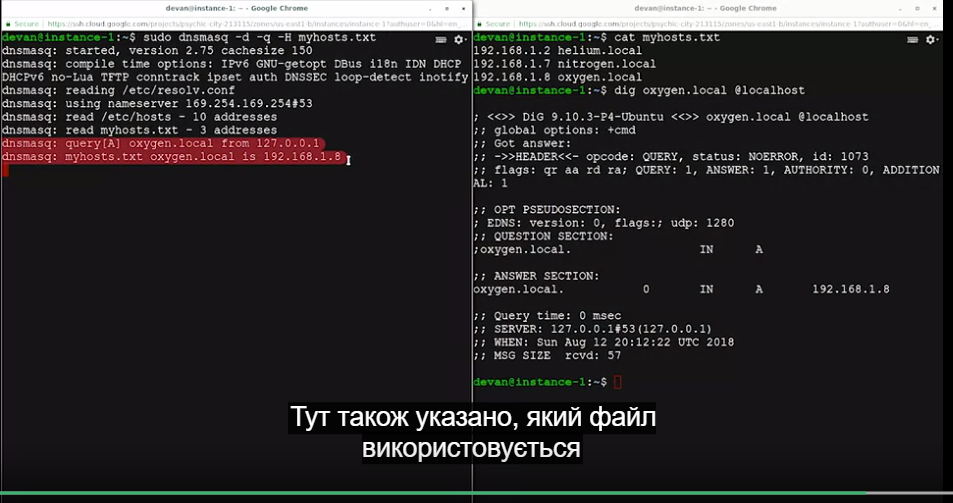 devan@instance-1: ~ - Google Chrome
Secure | https://ssh.cloud.google.com/projects/psychic-city-213115/zones/us-east1-b/instances/instance-1?authuser=0&hl=en_
devan@instance-1:~$ sudo dnsmasq -d -q -H myhosts.txt
dnsmasq: started, version 2.75 cachesize 150
dnsmasq: compile time options: IPv6 GNU-getopt DBus i18n IDN DHCP
DHCPv6 no-Lua TFTP conntrack ipset auth DNSSEC loop-detect inotify
dnsmasq: reading /etc/resolv.conf
dnsmasq: using nameserver 169.254.169.254#53
dnsmasq: read /etc/hosts - 10 addresses
dnsmasq: read myhosts.txt - 3 addresses
dnsmasq: query[A] oxygen.local from 127.0.0.1
dnsmasq: myhosts.txt oxygen.local is 192.168.1.8
devan@instance-1: ~ - Google Chrome
Secure | https://ssh.cloud.google.com/projects/psychic-city-213115/zones/us-east1-b/instances/instance-1?authuser=0&hl=en_
devan@instance-1:~$ cat myhosts.txt
192.168.1.2 helium.local
192.168.1.7 nitrogen.local
192.168.1.8 oxygen.local
devan@instance-1:~$ dig oxygen.local @localhost
; <<>> DiG 9.10.3-P4-Ubuntu <<>> oxygen.local @localhost
;; global options: +cmd
;; Got answer:
;; ->>HEADER<<- opcode: QUERY, status: NOERROR, id: 1073
;; flags: qr aa rd ra; QUERY: 1, ANSWER: 1, AUTHORITY: 0, ADDITION
AL: 1
;; OPT PSEUDOSECTION:
; EDNS: version: 0, flags:; udp: 1280
;; QUESTION SECTION:
;oxygen.local. IN A
;; ANSWER SECTION:
oxygen.local. 0 IN A 192.168.1.8
;; Query time: 0 msec
;; SERVER: 127.0.0.1#53(127.0.0.1)
;; WHEN: Sun Aug 12 20:12:22 UTC 2018
;; MSG SIZE rcvd: 57
devan@instance-1:~$
Тут також указано, який файл
використовується